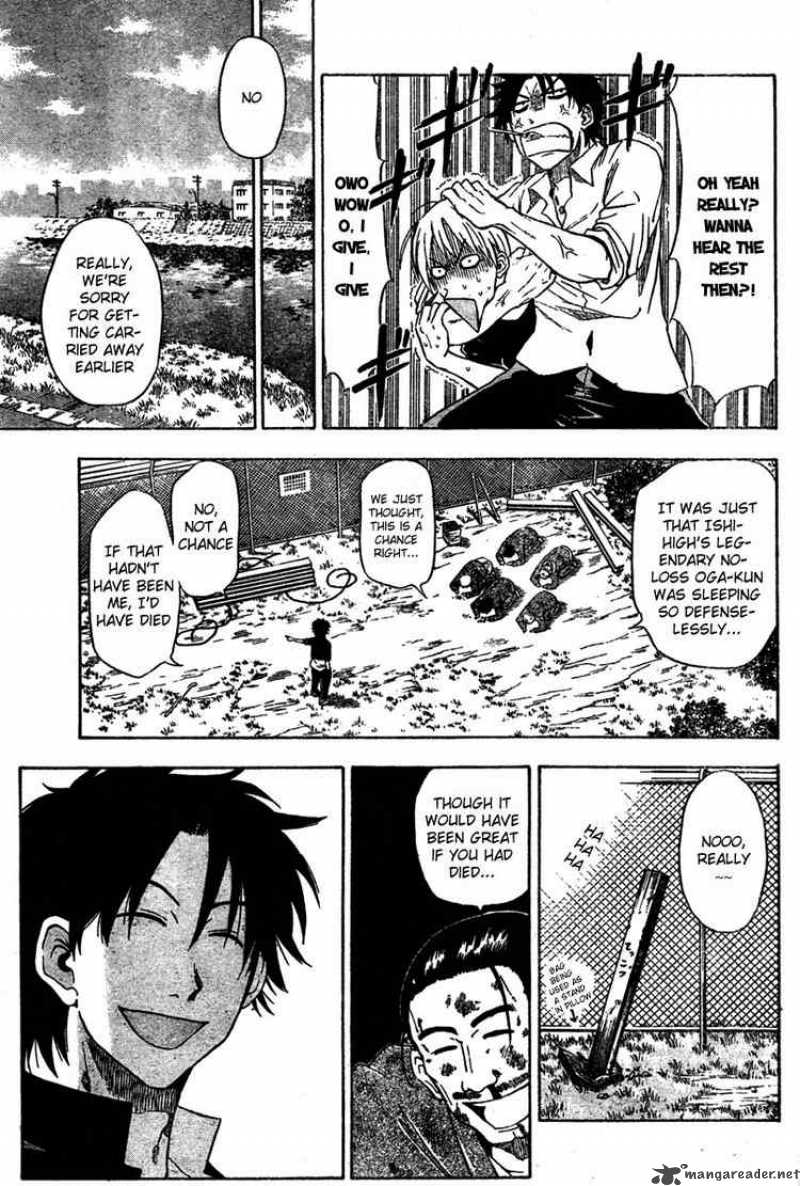 OH YEAH
REALLY?
WANNA
HEAR THE
REST
THEN?!
OWO
WOW
O, I
GIVE,
I
GIVE
NO
REALLY,
WE'RE
SORRY
FOR GET-
TING CAR-
RIED AWAY
EARLIER
IT WAS JUST
THAT ISHI-
HIGH'S LEG-
ENDARY NO-
LOSS OGA-KUN
WAS SLEEPING
SO DEFENSE-
LESSLY...
WE JUST
THOUGHT,
THIS IS A
CHANCE
RIGHT...
NO,
NOT A
CHANCE
IF THAT
HADN'T
HAVE BEEN
ME, I'D
HAVE DIED
NOOO,
REALLY
~~
HA
HA
HA
BAG
BEING
USED AS
A STAND
IN PILLOW
THOUGH IT
WOULD HAVE
BEEN GREAT
IF YOU HAD
DIED...
mangareader.net